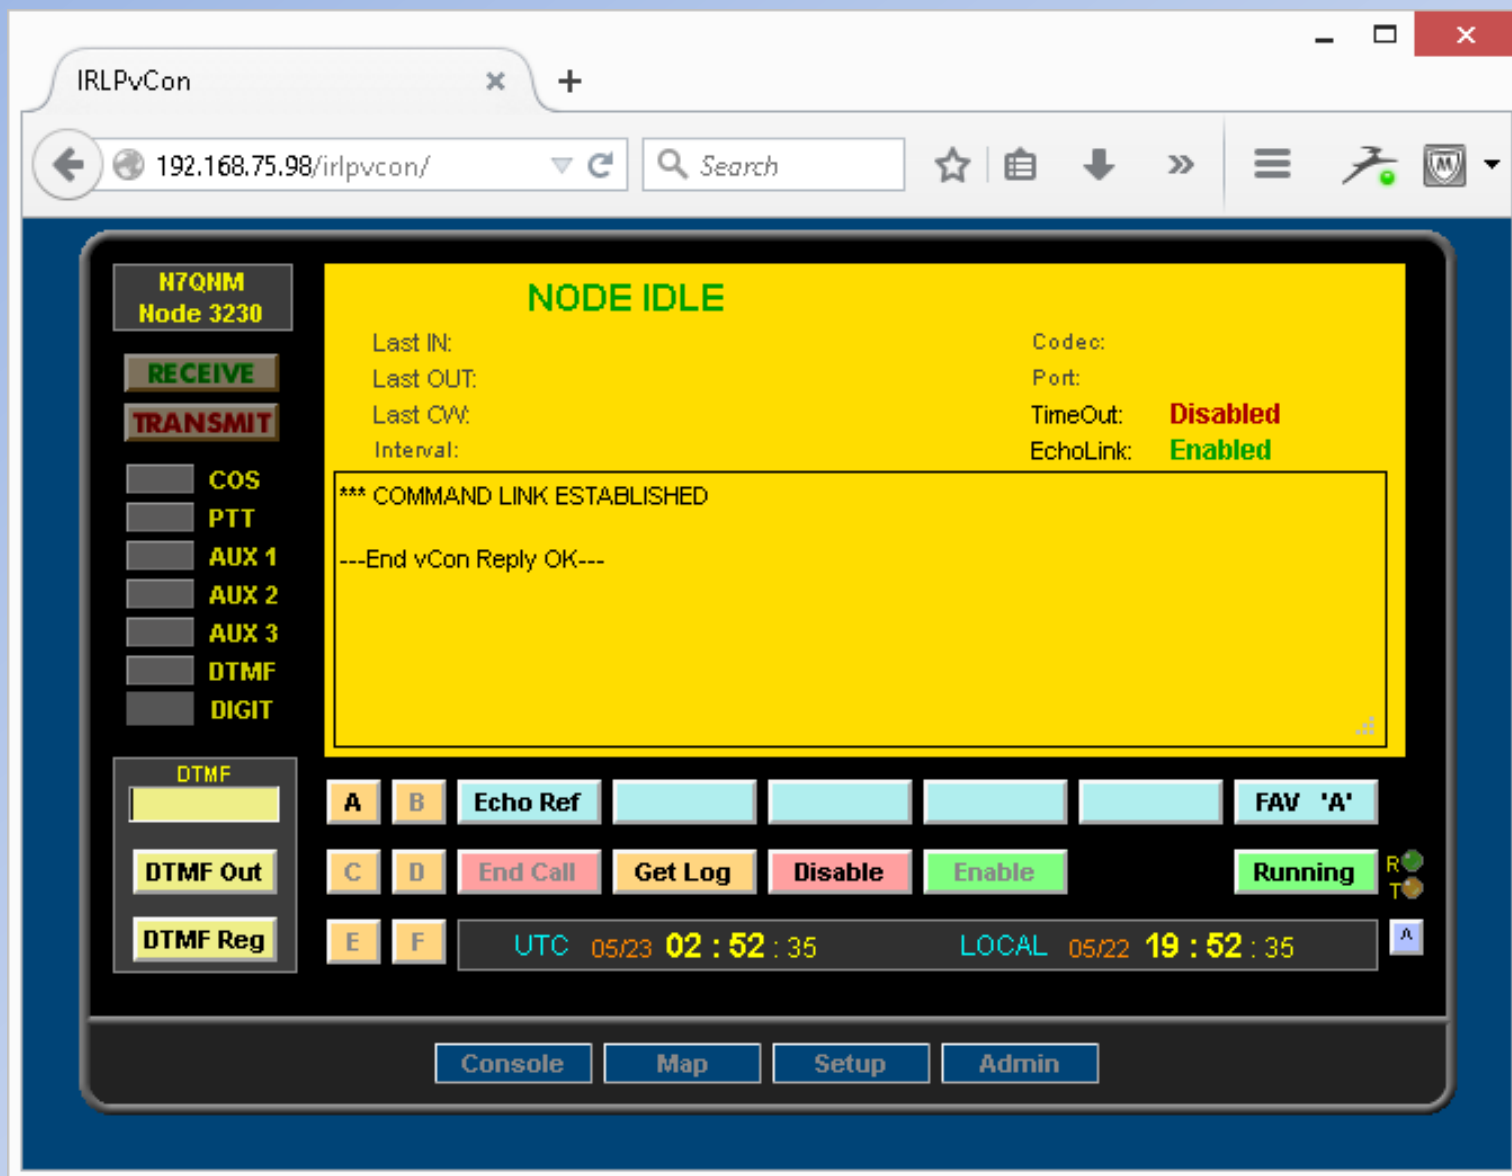 IRLPvCon
192.168.75.98/irlpvcon/
Search
N7QNM
Node 3230
RECEIVE
TRANSMIT
COS
PTT
AUX 1
AUX 2
AUX 3
DTMF
DIGIT
NODE IDLE
Last IN:
Last OUT:
Last CW:
Interval:
Codec:
Port:
TimeOut: Disabled
EchoLink: Enabled
*** COMMAND LINK ESTABLISHED
---End vCon Reply OK---
DTMF
DTMF Out
DTMF Reg
A B Echo Ref FAV 'A'
C D End Call Get Log Disable Enable Running R
T
E F UTC 05/23 02 : 52 : 35 LOCAL 05/22 19 : 52 : 35 A
Console Map Setup Admin